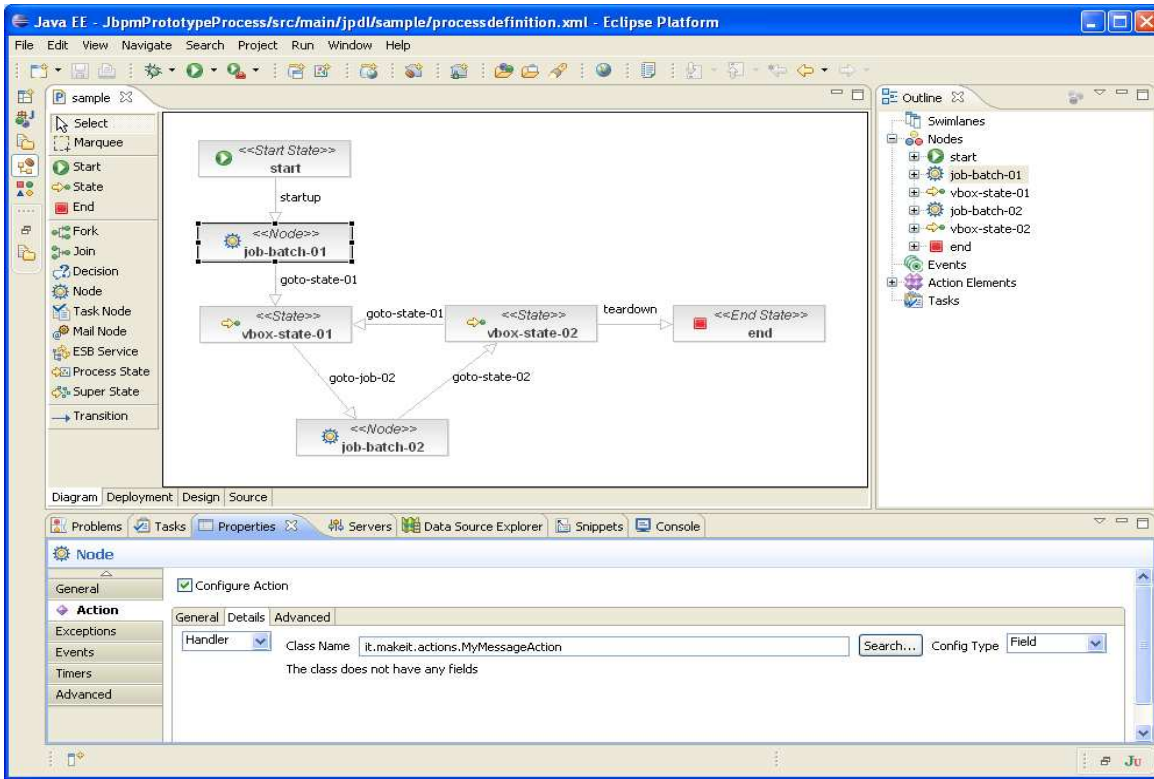 Java EE - JbpmPrototypeProcess/src/main/jpdl/sample/processdefinition.xml - Eclipse Platform
File Edit View Navigate Search Project Run Window Help
sample
Select
Marquee
Start
State
End
Fork
Join
Decision
Node
Task Node
Mail Node
ESB Service
Process State
Super State
Transition
<<Start State>>
start
startup
<<Node>>
job-batch-01
goto-state-01
<<State>>
vbox-state-01
goto-state-01
<<State>>
vbox-state-02
teardown
<<End State>>
end
goto-job-02
goto-state-02
<<Node>>
job-batch-02
Diagram Deployment Design Source
Outline
Swimlanes
Nodes
start
job-batch-01
vbox-state-01
job-batch-02
vbox-state-02
end
Events
Action Elements
Tasks
Problems Tasks Properties Servers Data Source Explorer Snippets Console
Node
General
Action
Exceptions
Events
Timers
Advanced
Configure Action
General Details Advanced
Handler Class Name it.makeit.actions.MyMessageAction Search... Config Type Field
The class does not have any fields
JU